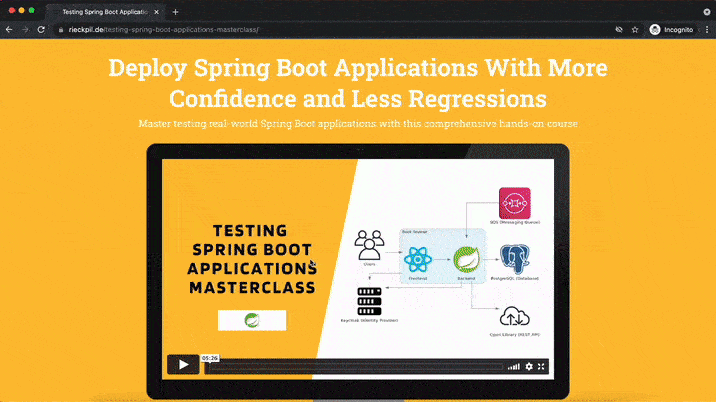 Testing Spring Boot Applicatio
rieckpil.de/testing-spring-boot-applications-masterclass/
Incognito
Deploy Spring Boot Applications With More
Confidence and Less Regressions
Master testing real-world Spring Boot applications with this comprehensive hands-on course
TESTING
SPRING BOOT
APPLICATIONS
MASTERCLASS
SQS (Messaging Queue)
Book Review
Users
Frontend
Backend
PostgreSQL (Database)
Keycloak (Identity Provider)
Open Library (REST API)
05:26